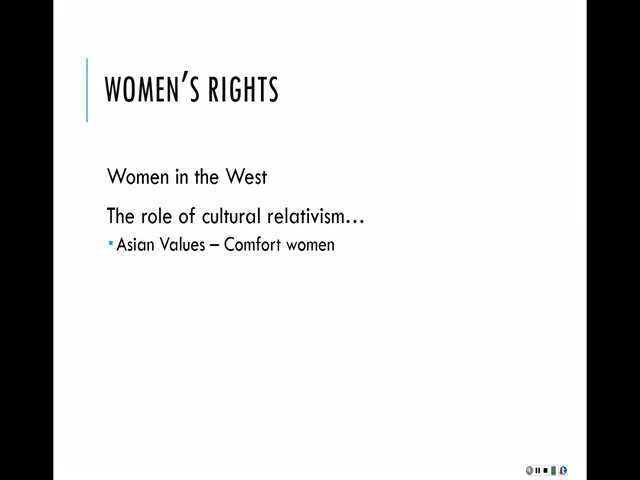 WOMEN'S RIGHTS
Women in the West
The role of cultural relativism...
▪ Asian Values – Comfort women